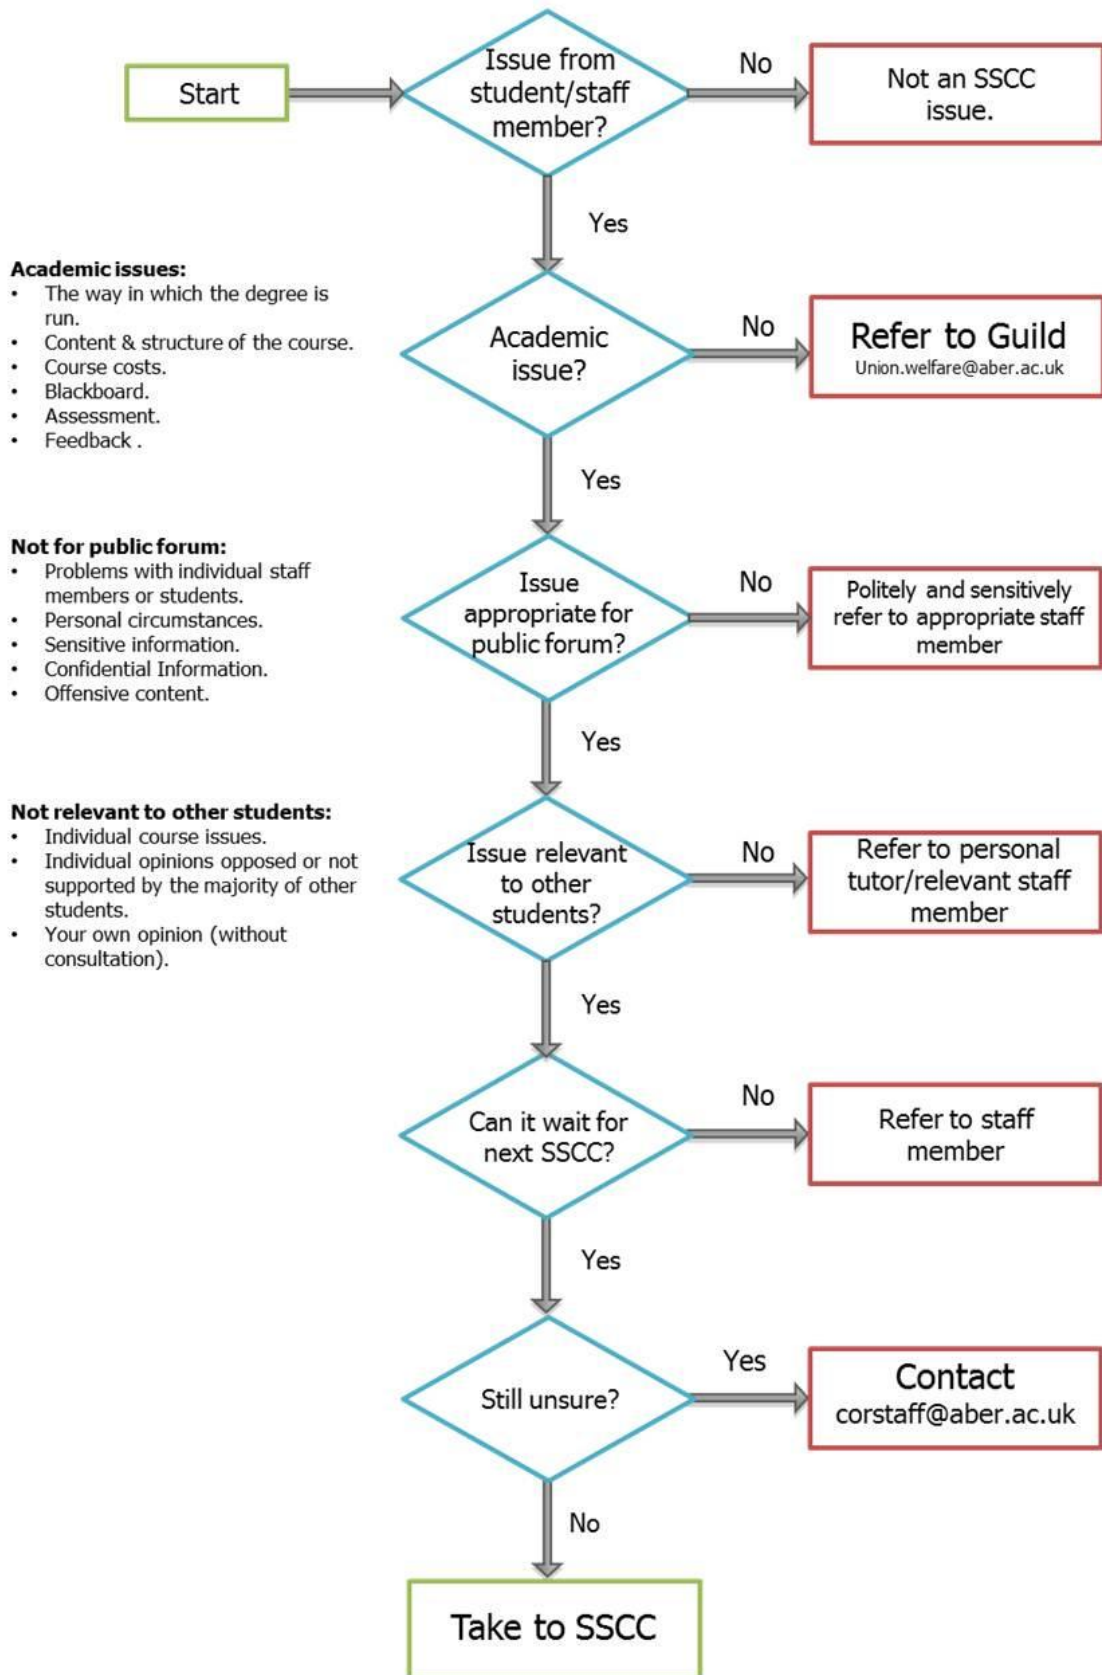 Start
Issue from
student/staff
member?
No
Not an SSCC
issue.
Yes
Academic issues:
• The way in which the degree is
run.
• Content & structure of the course.
• Course costs.
• Blackboard.
• Assessment.
• Feedback .
Academic
issue?
No
Refer to Guild
Union.welfare@aber.ac.uk
Yes
Not for public forum:
• Problems with individual staff
members or students.
• Personal circumstances.
• Sensitive information.
• Confidential Information.
• Offensive content.
Issue
appropriate for
public forum?
No
Politely and sensitively
refer to appropriate staff
member
Yes
Not relevant to other students:
• Individual course issues.
• Individual opinions opposed or not
supported by the majority of other
students.
• Your own opinion (without
consultation).
Issue relevant
to other
students?
No
Refer to personal
tutor/relevant staff
member
Yes
Can it wait for
next SSCC?
No
Refer to staff
member
Yes
Still unsure?
Yes
Contact
corstaff@aber.ac.uk
No
Take to SSCC